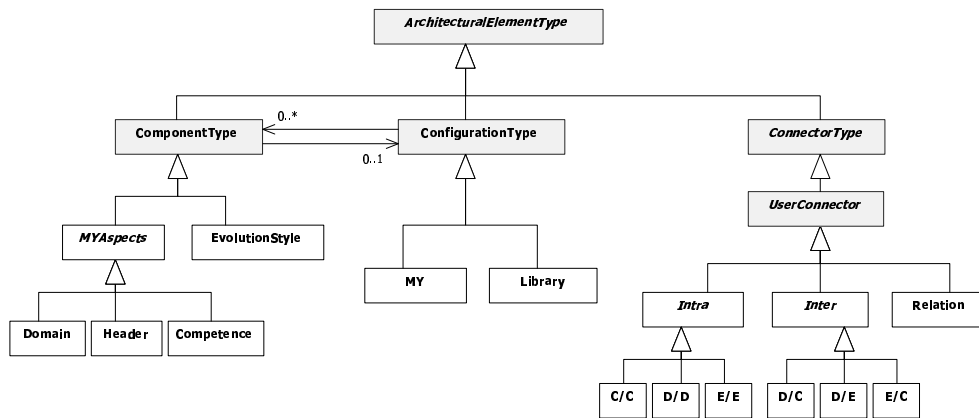 ArchitecturalElementType
0..*
ComponentType
ConfigurationType
ConnectorType
0..1
UserConnector
MYAspects
EvolutionStyle
MY
Library
Intra
Inter
Relation
Domain
Header
Competence
C/C
D/D
E/E
D/C
D/E
E/C